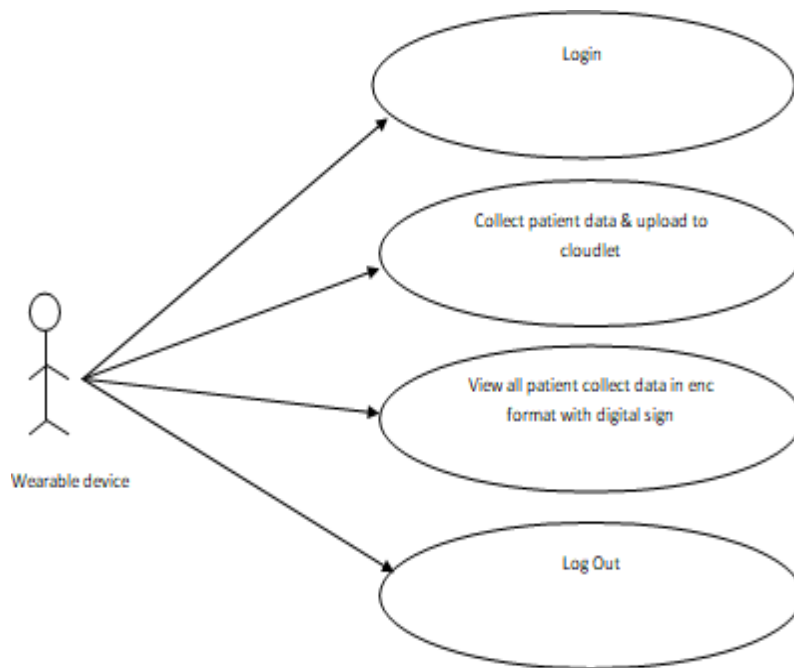 Login
Collect patient data & upload to
cloudlet
View all patient collect data in enc
format with digital sign
Wearable device
Log Out